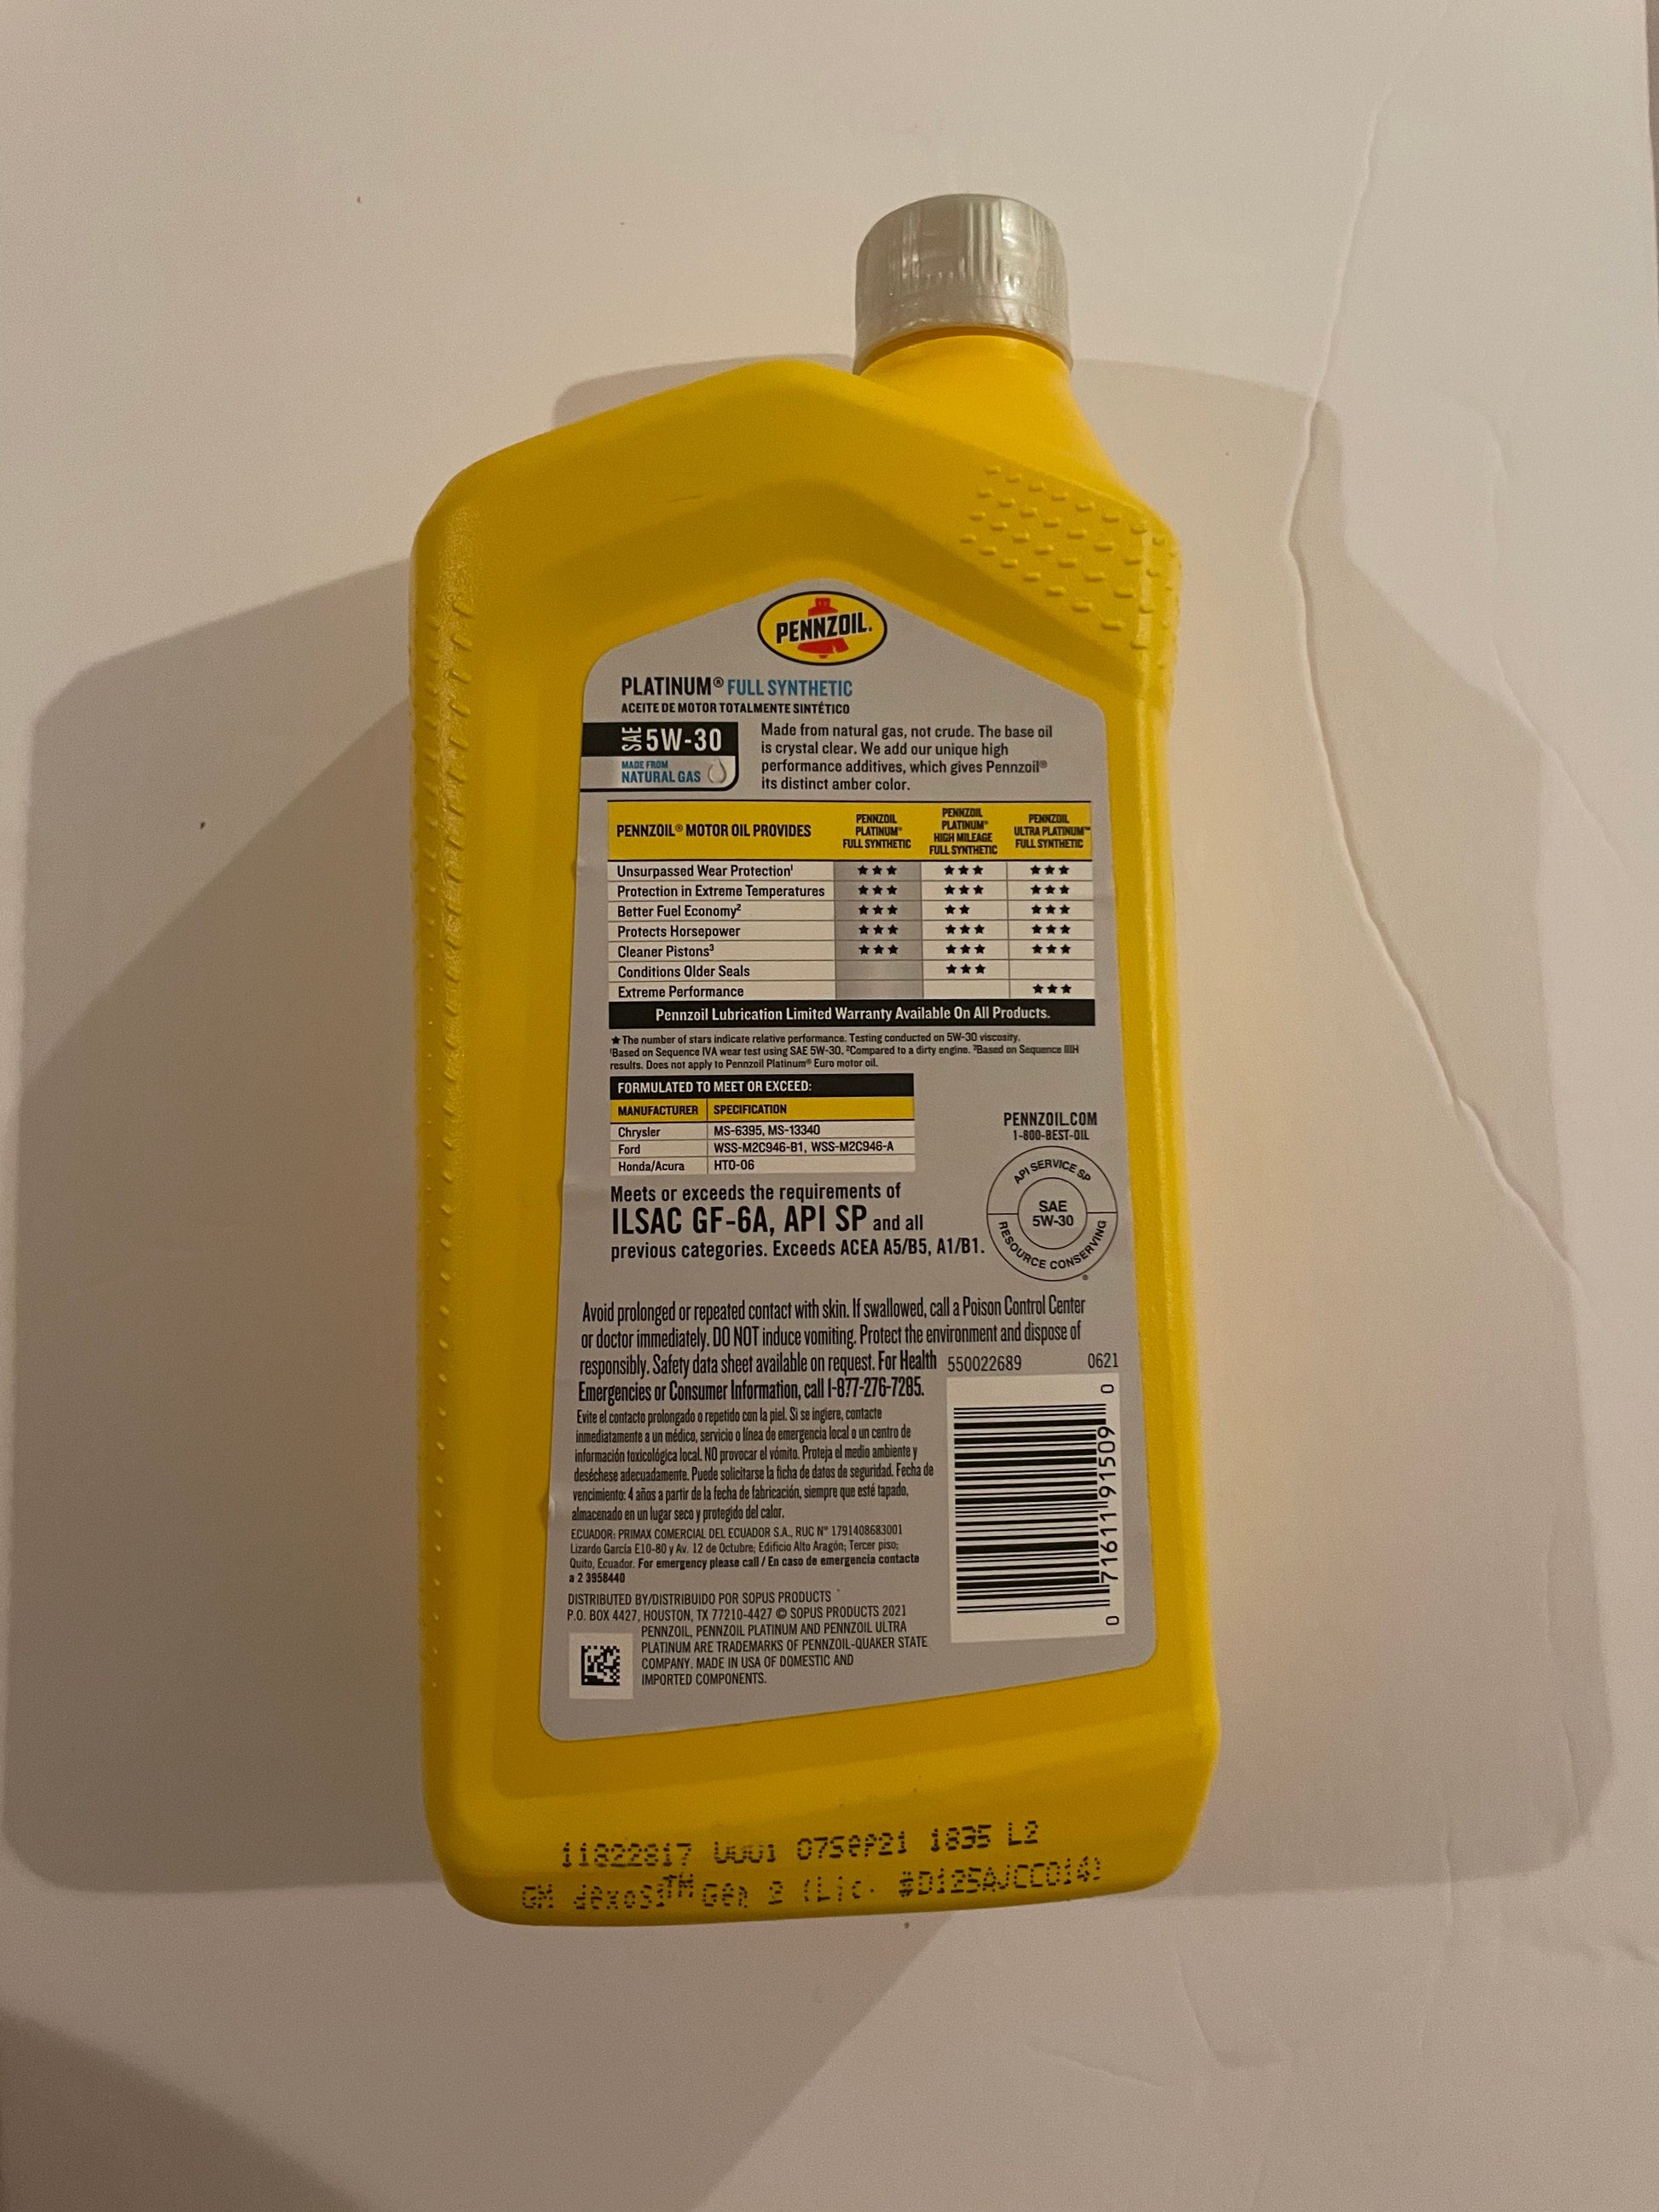 PENNZOIL.
PLATINUM® FULL SYNTHETIC
ACEITE DE MOTOR TOTALMENTE SINTÉTICO
SAE 5W-30
MADE FROM
NATURAL GAS
Made from natural gas, not crude. The base oil
is crystal clear. We add our unique high
performance additives, which gives Pennzoil®
its distinct amber color.
PENNZOIL® MOTOR OIL PROVIDES
PENNZOIL
PLATINUM®
FULL SYNTHETIC
PENNZOIL
PLATINUM®
HIGH MILEAGE
FULL SYNTHETIC
PENNZOIL
ULTRA PLATINUM™
FULL SYNTHETIC
Unsurpassed Wear Protection¹ ★★★ ★★★ ★★★
Protection in Extreme Temperatures ★★★ ★★★ ★★★
Better Fuel Economy² ★★★ ★★ ★★★
Protects Horsepower ★★★ ★★★ ★★★
Cleaner Pistons³ ★★★ ★★★ ★★★
Conditions Older Seals ★★★
Extreme Performance ★★★
Pennzoil Lubrication Limited Warranty Available On All Products.
★ The number of stars indicate relative performance. Testing conducted on 5W-30 viscosity.
¹Based on Sequence IVA wear test using SAE 5W-30. ²Compared to a dirty engine. ³Based on Sequence IIIH
results. Does not apply to Pennzoil Platinum® Euro motor oil.
FORMULATED TO MEET OR EXCEED:
MANUFACTURER SPECIFICATION
Chrysler MS-6395, MS-13340
Ford WSS-M2C946-B1, WSS-M2C946-A
Honda/Acura HTO-06
PENNZOIL.COM
1-800-BEST-OIL
API SERVICE SP
SAE
5W-30
RESOURCE CONSERVING
®
Meets or exceeds the requirements of
ILSAC GF-6A, API SP and all
previous categories. Exceeds ACEA A5/B5, A1/B1.
Avoid prolonged or repeated contact with skin. If swallowed, call a Poison Control Center
or doctor immediately. DO NOT induce vomiting. Protect the environment and dispose of
responsibly. Safety data sheet available on request. For Health
Emergencies or Consumer Information, call 1-877-276-7285.
550022689 0621
Evite el contacto prolongado o repetido con la piel. Si se ingiere, contacte
inmediatamente a un médico, servicio o línea de emergencia local o un centro de
información toxicológica local. NO provocar el vómito. Proteja el medio ambiente y
deséchese adecuadamente. Puede solicitarse la ficha de datos de seguridad. Fecha de
vencimiento: 4 años a partir de la fecha de fabricación, siempre que esté tapado,
almacenado en un lugar seco y protegido del calor.
ECUADOR: PRIMAX COMERCIAL DEL ECUADOR S.A., RUC N° 1791408683001
Lizardo García E10-80 y Av. 12 de Octubre; Edificio Alto Aragón; Tercer piso;
Quito, Ecuador. For emergency please call / En caso de emergencia contacte
a 2 3958440
DISTRIBUTED BY/DISTRIBUIDO POR SOPUS PRODUCTS
P.O. BOX 4427, HOUSTON, TX 77210-4427 © SOPUS PRODUCTS 2021
PENNZOIL, PENNZOIL PLATINUM AND PENNZOIL ULTRA
PLATINUM ARE TRADEMARKS OF PENNZOIL-QUAKER STATE
COMPANY. MADE IN USA OF DOMESTIC AND
IMPORTED COMPONENTS.
0 71611 91509 0
11822817 UUU1 07Sep21 1835 L2
GM dexos1™ Gen 2 (Lic. #D125AJCC014)